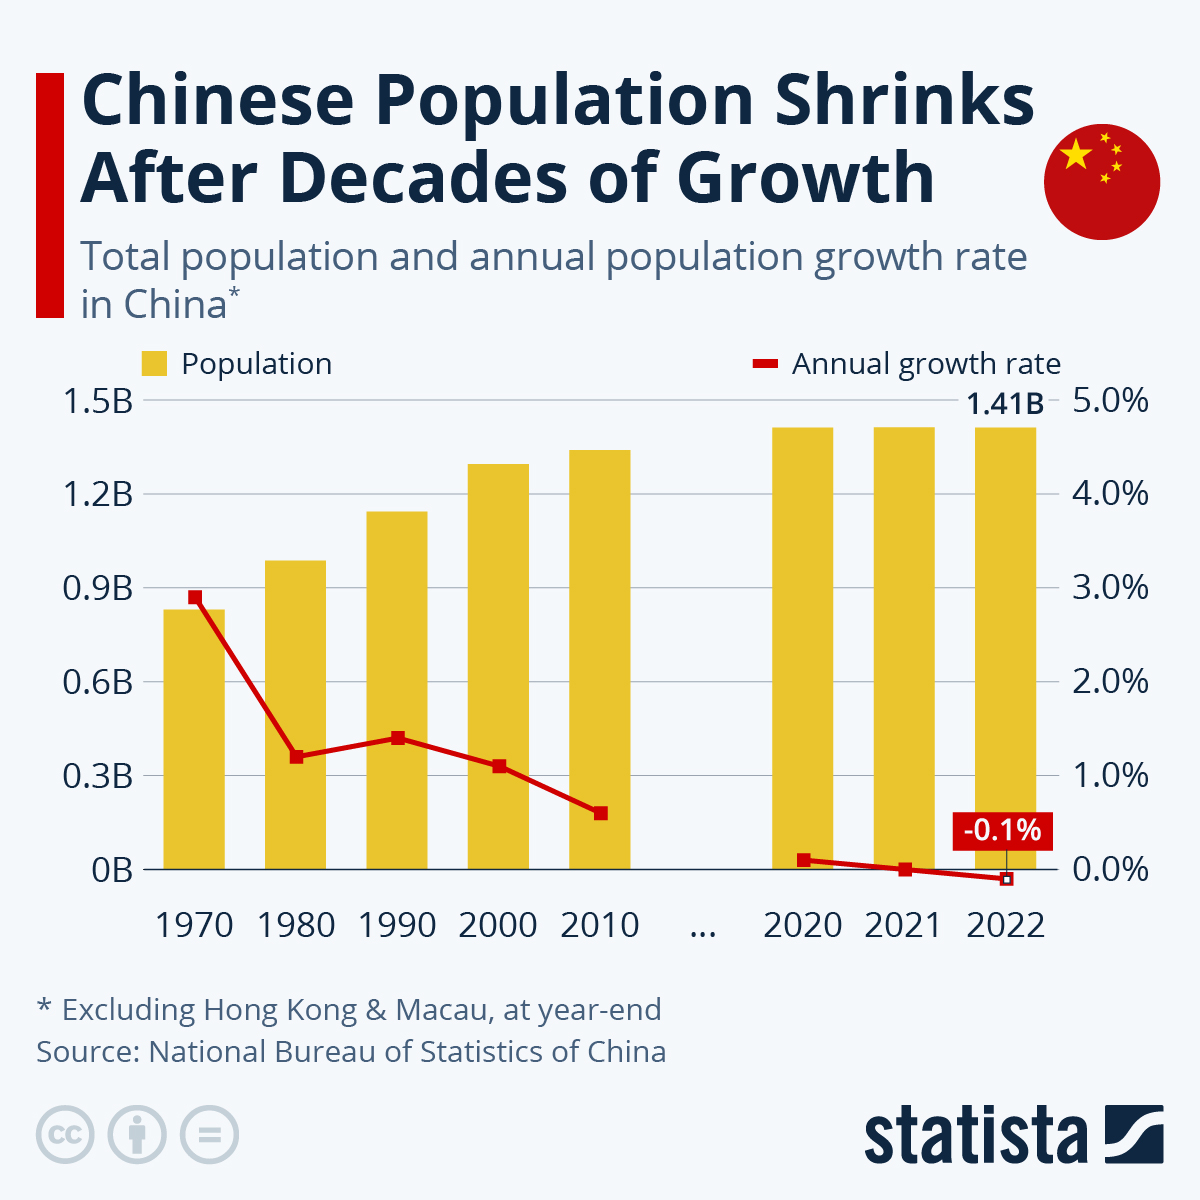 Chinese Population Shrinks
After Decades of Growth
Total population and annual population growth rate
in China*
Population
Annual growth rate
1.5B
1.41B
5.0%
1.2B
4.0%
0.9B
3.0%
0.6B
2.0%
0.3B
1.0%
-0.1%
0B
0.0%
1970 1980 1990 2000 2010 ... 2020 2021 2022
* Excluding Hong Kong & Macau, at year-end
Source: National Bureau of Statistics of China
cc
statista